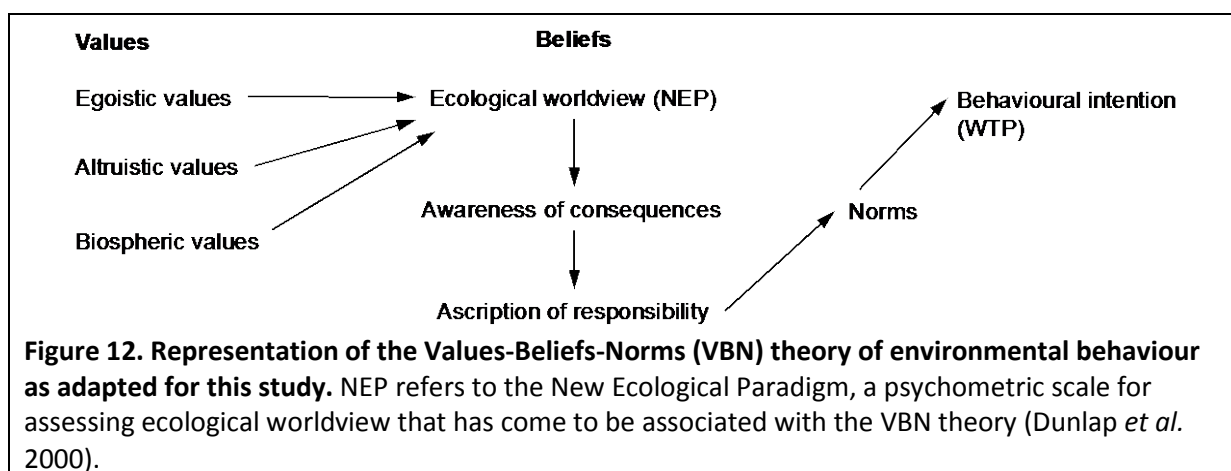 Values
Beliefs
Egoistic values
Ecological worldview (NEP)
Behavioural intention
(WTP)
Altruistic values
Awareness of consequences
Norms
Biospheric values
Ascription of responsibility
Figure 12. Representation of the Values-Beliefs-Norms (VBN) theory of environmental behaviour
as adapted for this study. NEP refers to the New Ecological Paradigm, a psychometric scale for
assessing ecological worldview that has come to be associated with the VBN theory (Dunlap et al.
2000).